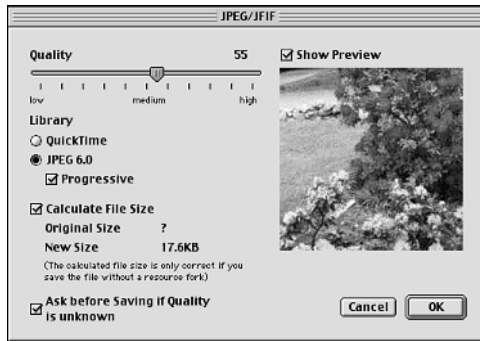 JPEG/JFIF
Quality 55
low medium high
Library
QuickTime
JPEG 6.0
Progressive
Calculate File Size
Original Size ?
New Size 17.6KB
(The calculated file size is only correct if you
save the file without a resource fork)
Ask before Saving if Quality
is unknown
Show Preview
Cancel OK